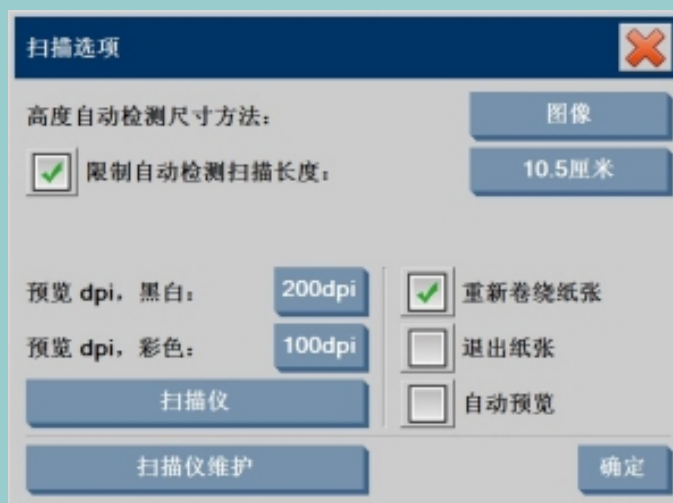 扫描选项
高度自动检测尺寸方法： 图像
限制自动检测扫描长度： 10.5厘米
预览 dpi，黑白： 200dpi 重新卷绕纸张
预览 dpi，彩色： 100dpi 退出纸张
扫描仪 自动预览
扫描仪维护 确定